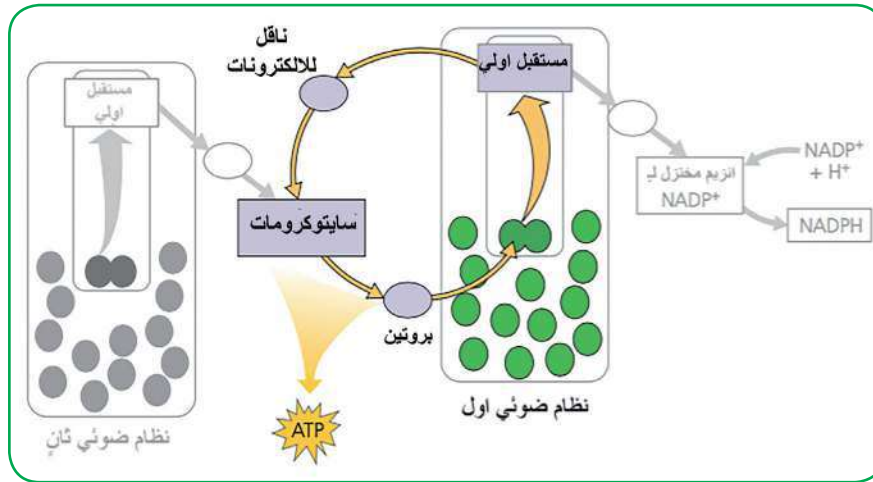 ناقل
للالكترونات
مستقبل اولي
مستقبل
اولي
NADP⁺
+ H⁺
انزيم مختزل لـ
NADP⁺
NADPH
سايتوكرومات
بروتين
نظام ضوئي اول
نظام ضوئي ثانٍ
ATP